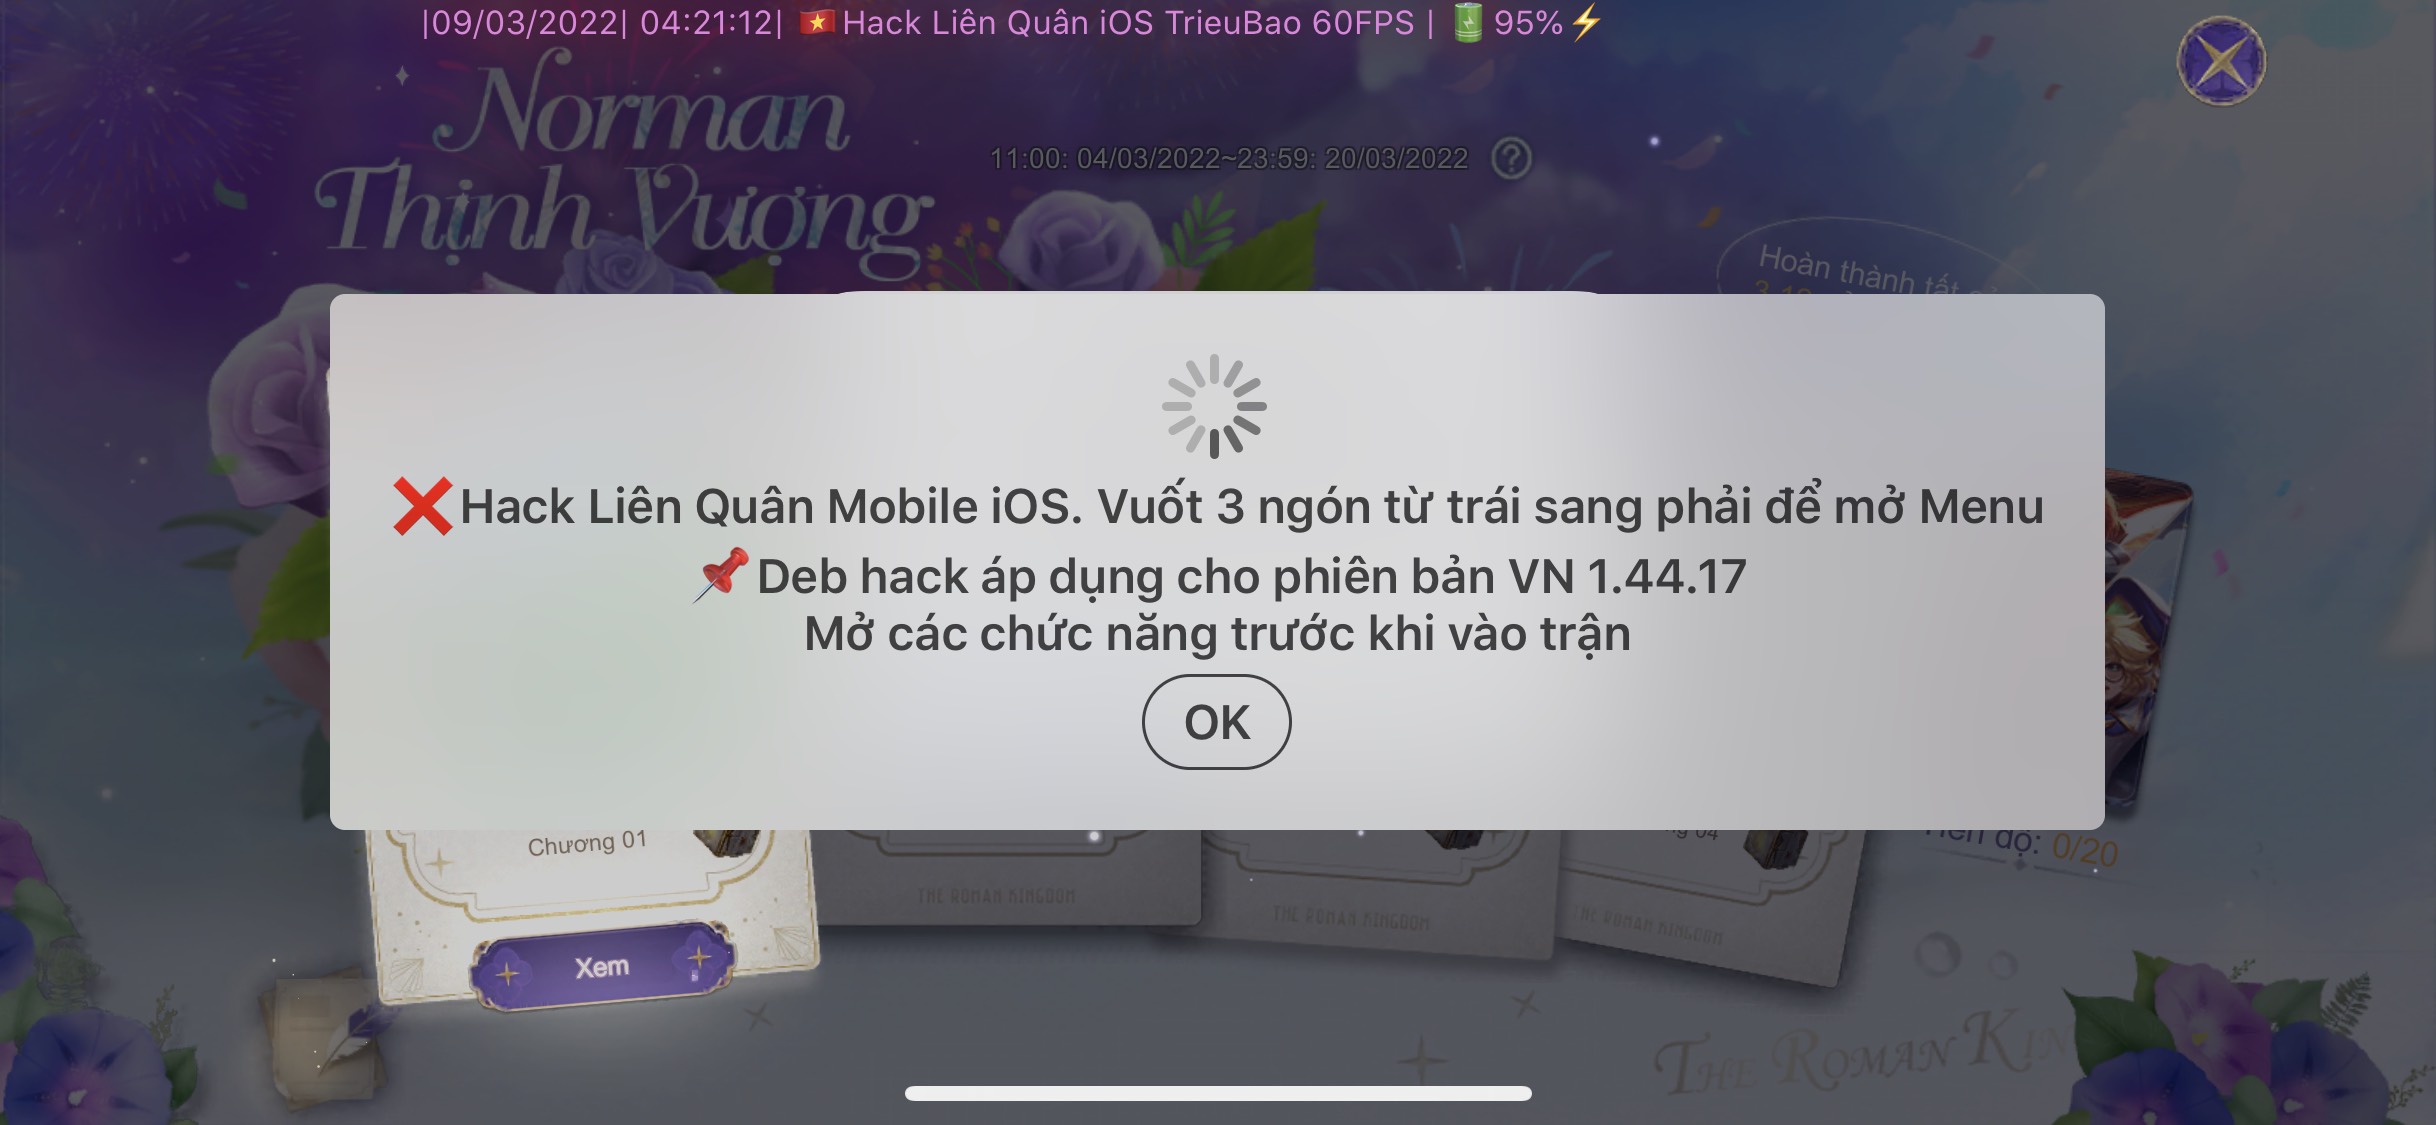 |09/03/2022| 04:21:12| 🇻🇳Hack Liên Quân iOS TrieuBao 60FPS | 🔋95%⚡
Norman
Thịnh Vượng
11:00: 04/03/2022~23:59: 20/03/2022 ?
Hoàn thành tất
❌Hack Liên Quân Mobile iOS. Vuốt 3 ngón từ trái sang phải để mở Menu
📌Deb hack áp dụng cho phiên bản VN 1.44.17
Mở các chức năng trước khi vào trận
OK
Chương 01
04
độ: 0/20
THE ROMAN KINGDOM
THE ROMAN KINGDOM
THE ROMAN KINGDOM
Xem
THE ROMAN KIN